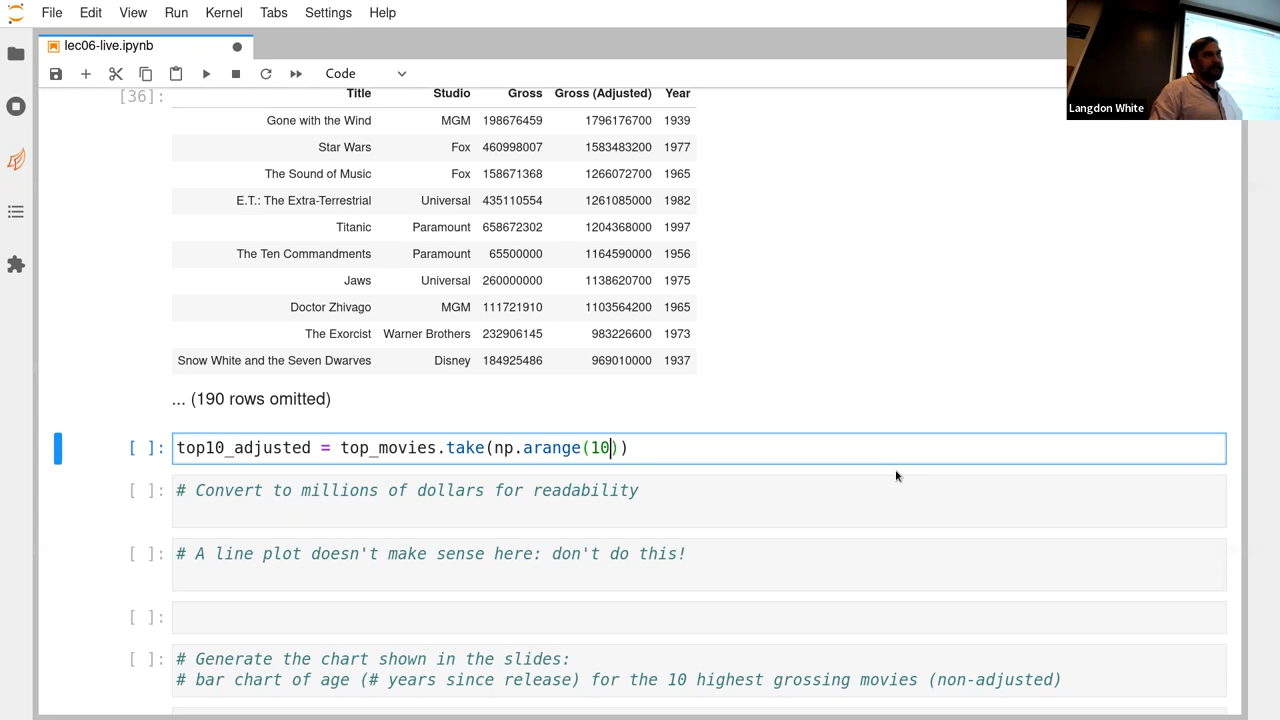 File Edit View Run Kernel Tabs Settings Help
lec06-live.ipynb
Code
Langdon White
[36]:
Title Studio Gross Gross (Adjusted) Year
Gone with the Wind MGM 198676459 1796176700 1939
Star Wars Fox 460998007 1583483200 1977
The Sound of Music Fox 158671368 1266072700 1965
E.T.: The Extra-Terrestrial Universal 435110554 1261085000 1982
Titanic Paramount 658672302 1204368000 1997
The Ten Commandments Paramount 65500000 1164590000 1956
Jaws Universal 260000000 1138620700 1975
Doctor Zhivago MGM 111721910 1103564200 1965
The Exorcist Warner Brothers 232906145 983226600 1973
Snow White and the Seven Dwarves Disney 184925486 969010000 1937
... (190 rows omitted)
[ ]: top10_adjusted = top_movies.take(np.arange(10))
[ ]: # Convert to millions of dollars for readability
[ ]: # A line plot doesn't make sense here: don't do this!
[ ]:
[ ]: # Generate the chart shown in the slides:
# bar chart of age (# years since release) for the 10 highest grossing movies (non-adjusted)